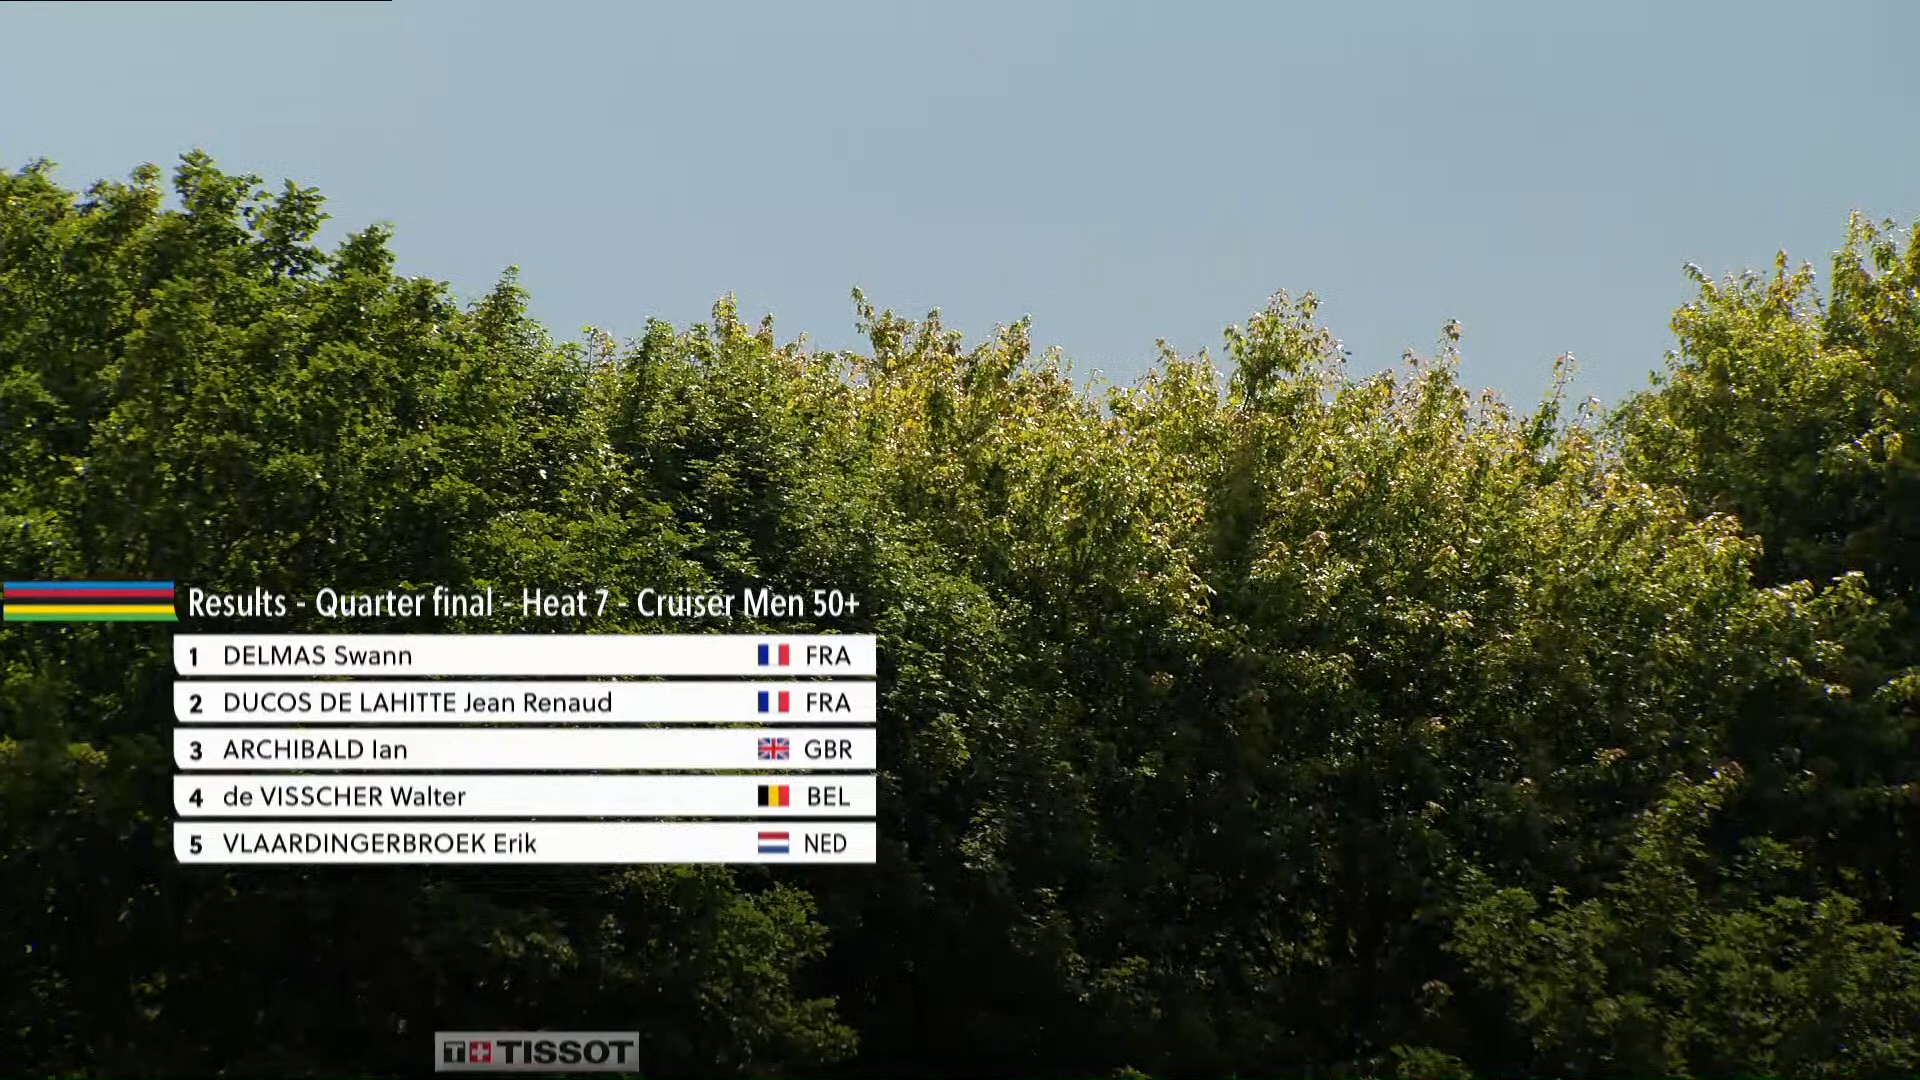 Results - Quarter final - Heat 7 - Cruiser Men 50+
1 DELMAS Swann FRA
2 DUCOS DE LAHITTE Jean Renaud FRA
3 ARCHIBALD Ian GBR
4 de VISSCHER Walter BEL
5 VLAARDINGERBROEK Erik NED
T+ TISSOT